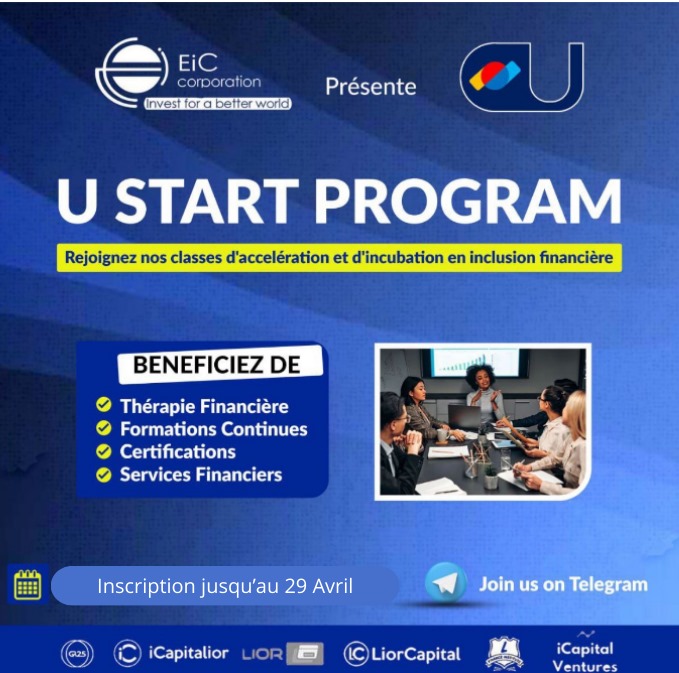 EiC
corporation
Invest for a better world
Présente
U
U START PROGRAM
Rejoignez nos classes d'accelération et d'incubation en inclusion financière
BENEFICIEZ DE
Thérapie Financière
Formations Continues
Certifications
Services Financiers
Inscription jusqu’au 29 Avril
Join us on Telegram
GI25
iCapitalior
LIOR
LiorCapital
iCapital
Ventures